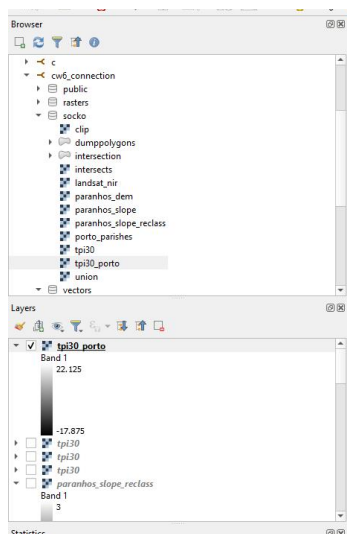 Browser
c
cw6_connection
public
rasters
socko
clip
dumppolygons
intersection
intersects
landsat_nir
paranhos_dem
paranhos_slope
paranhos_slope_reclass
porto_parishes
tpi30
tpi30_porto
union
vectors
Layers
tpi30_porto
Band 1
22.125
-17.875
tpi30
tpi30
tpi30
paranhos_slope_reclass
Band 1
3
Statistics